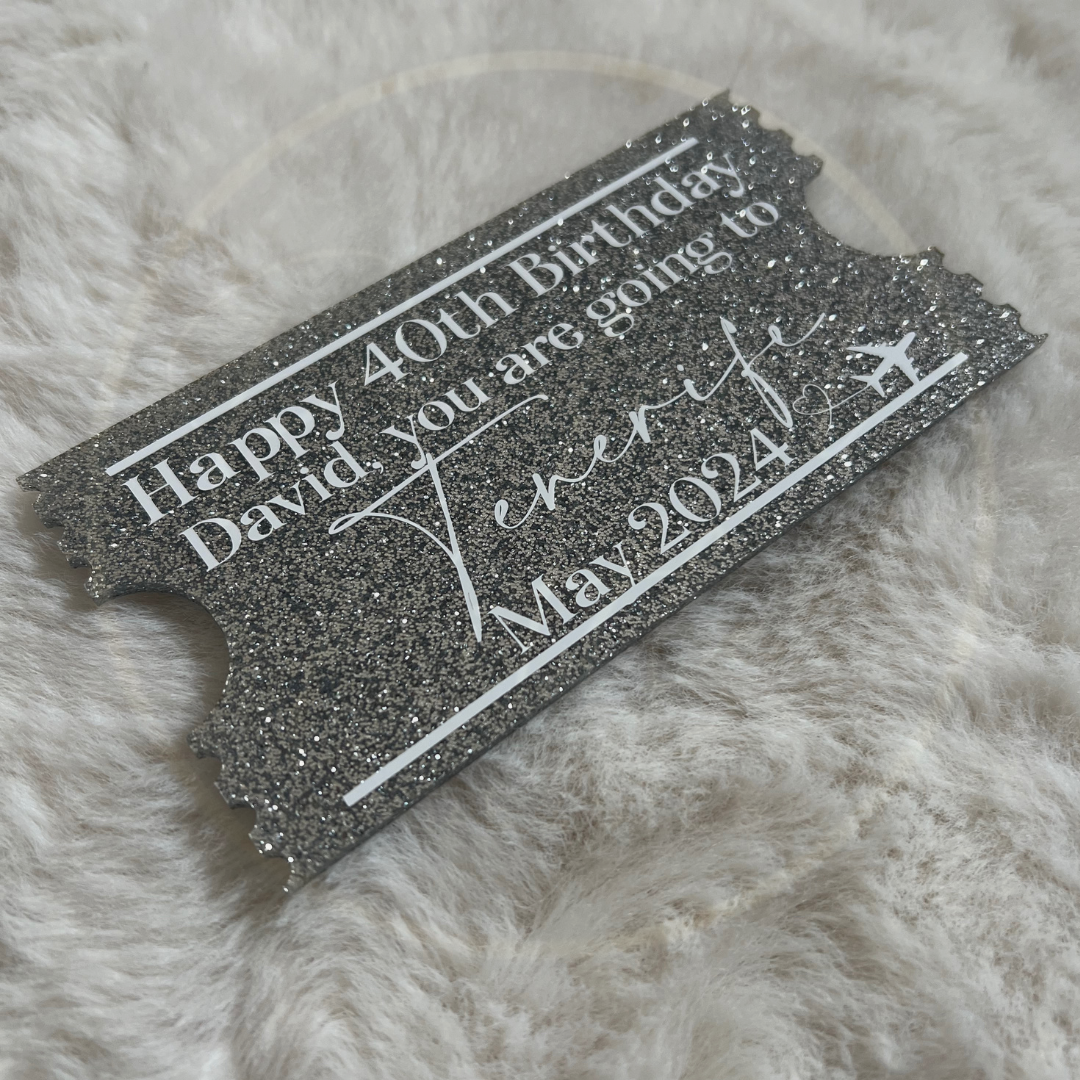 Happy 40th Birthday
David, you are going to
Tenerife
May 2024